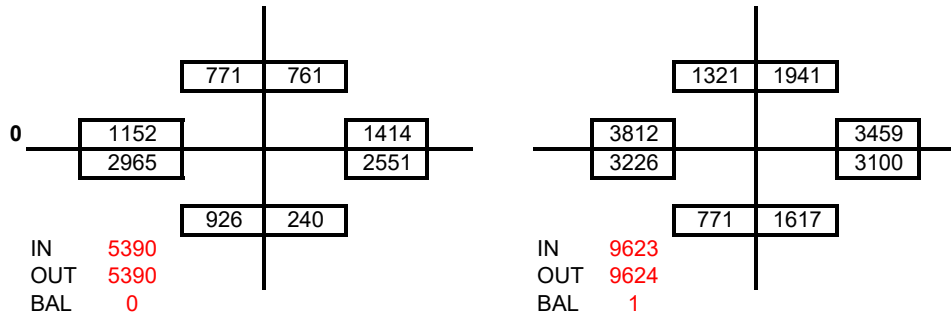 771 761 1321 1941
0 1152 1414 3812 3459
2965 2551 3226 3100
926 240 771 1617
IN 5390 IN 9623
OUT 5390 OUT 9624
BAL 0 BAL 1